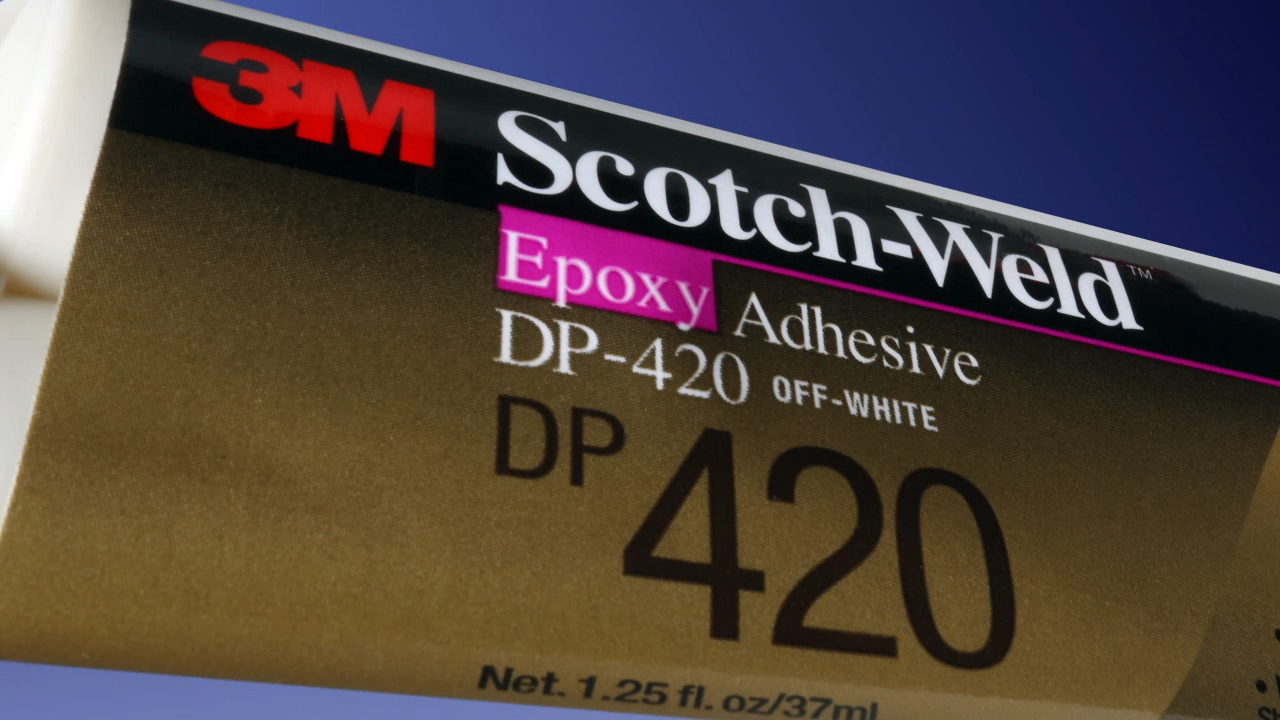 3M
Scotch-Weld™
Epoxy Adhesive
DP-420 OFF-WHITE
DP 420
Net. 1.25 fl. oz/37ml